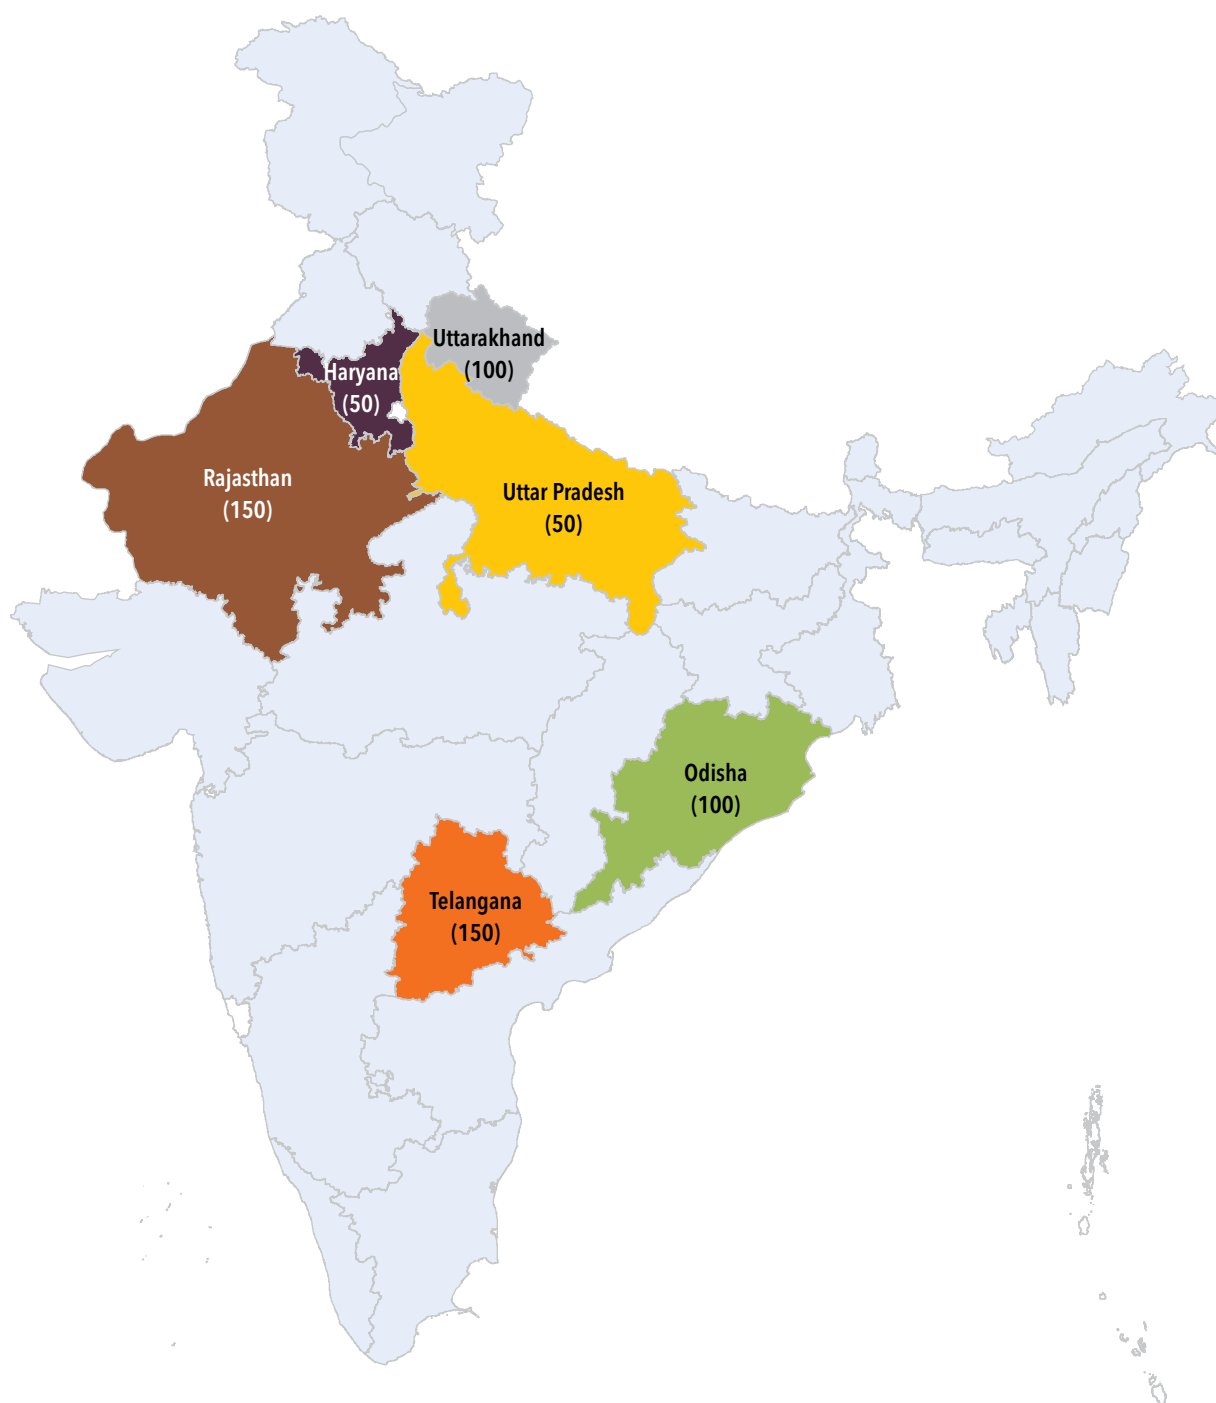 Uttarakhand
(100)
Haryana
(50)
Rajasthan
(150)
Uttar Pradesh
(50)
Odisha
(100)
Telangana
(150)